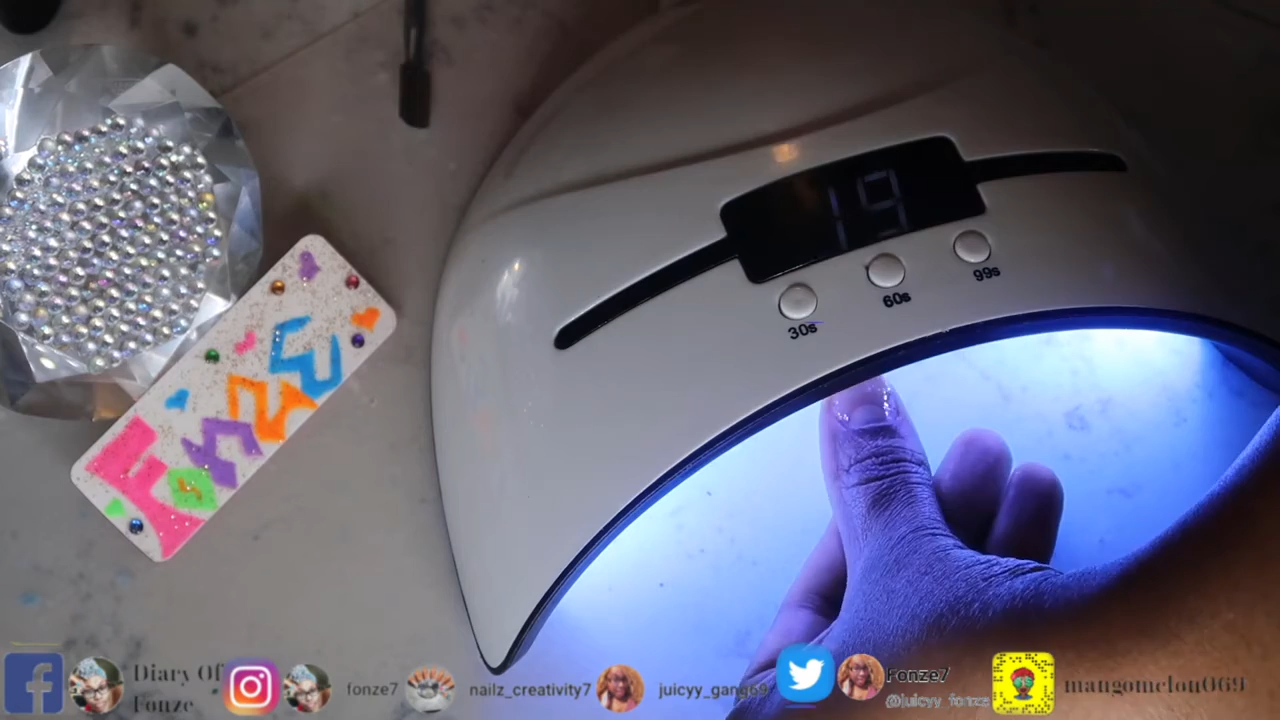 19
30s
60s
99s
Fonze
Diary Of
Fonze
fonze7
nailz_creativity7
juicyy_gang69
Fonze7
@juicyy_fonze
mangomelon069